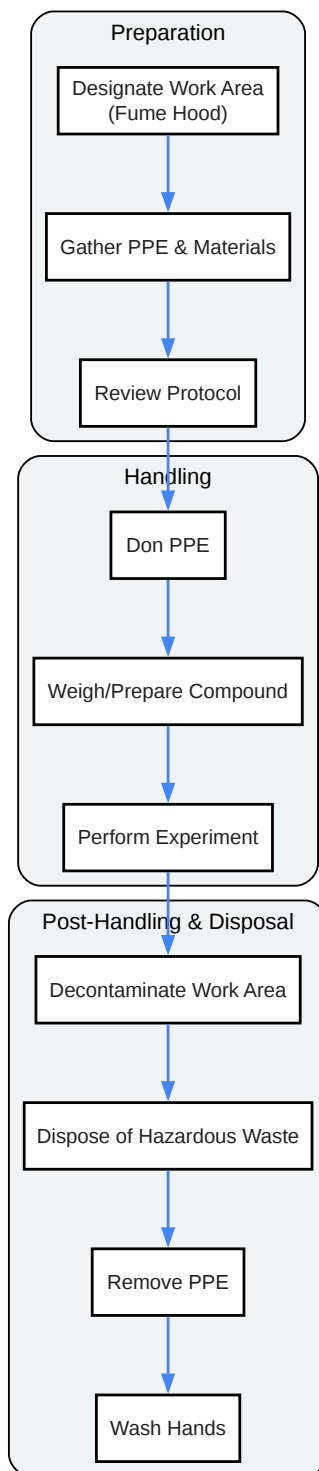 Preparation
Designate Work Area
(Fume Hood)
Gather PPE & Materials
Review Protocol
Handling
Don PPE
Weigh/Prepare Compound
Perform Experiment
Post-Handling & Disposal
Decontaminate Work Area
Dispose of Hazardous Waste
Remove PPE
Wash Hands